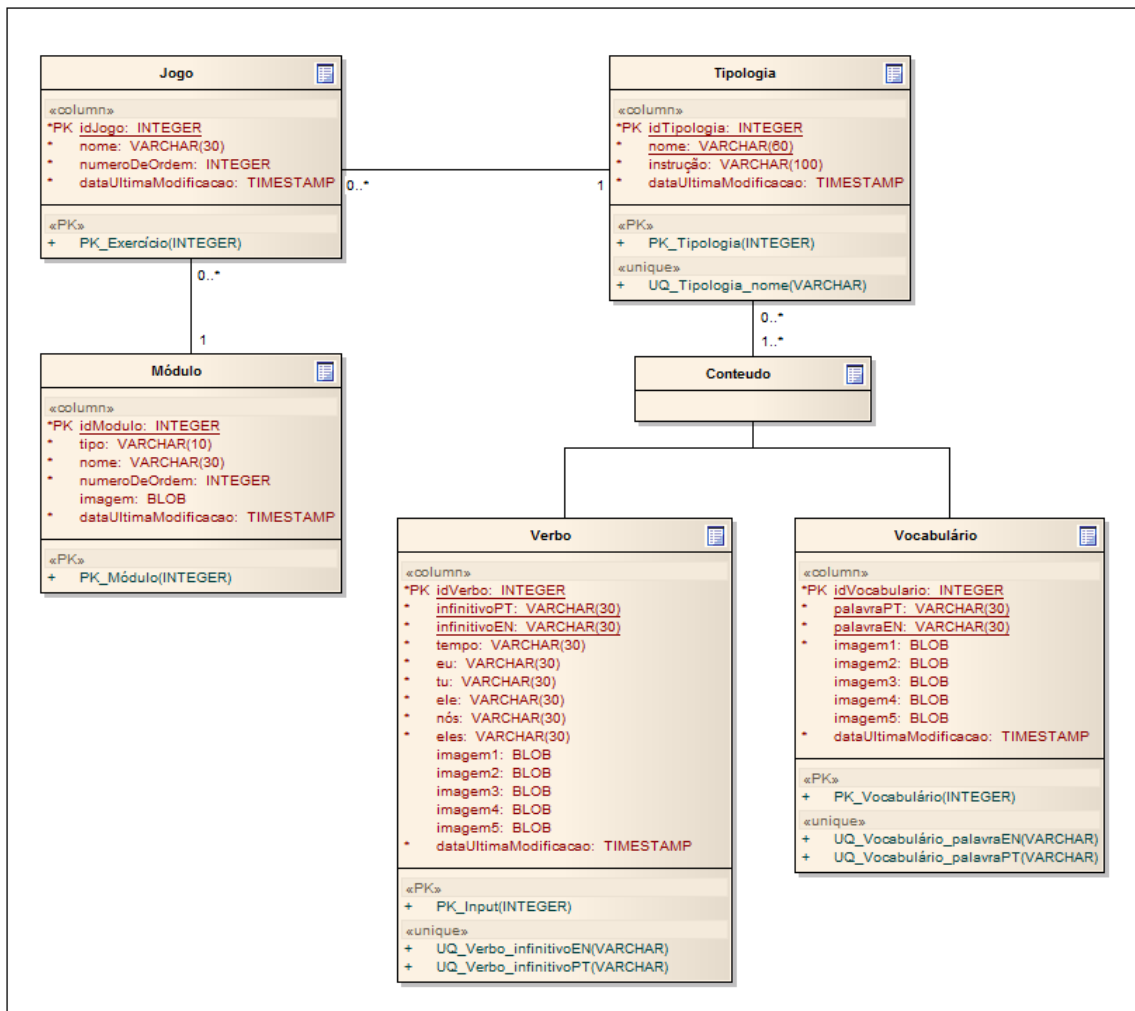 Jogo
«column»
*PK idJogo: INTEGER
* nome: VARCHAR(30)
* numeroDeOrdem: INTEGER
* dataUltimaModificacao: TIMESTAMP
«PK»
+ PK_Exercício(INTEGER)
0..*
1
Tipologia
«column»
*PK idTipologia: INTEGER
* nome: VARCHAR(60)
* instrução: VARCHAR(100)
* dataUltimaModificacao: TIMESTAMP
«PK»
+ PK_Tipologia(INTEGER)
«unique»
+ UQ_Tipologia_nome(VARCHAR)
0..*
1
0..*
1..*
Módulo
«column»
*PK idModulo: INTEGER
* tipo: VARCHAR(10)
* nome: VARCHAR(30)
* numeroDeOrdem: INTEGER
imagem: BLOB
* dataUltimaModificacao: TIMESTAMP
«PK»
+ PK_Módulo(INTEGER)
Conteudo
Verbo
«column»
*PK idVerbo: INTEGER
* infinitivoPT: VARCHAR(30)
* infinitivoEN: VARCHAR(30)
* tempo: VARCHAR(30)
* eu: VARCHAR(30)
* tu: VARCHAR(30)
* ele: VARCHAR(30)
* nós: VARCHAR(30)
* eles: VARCHAR(30)
imagem1: BLOB
imagem2: BLOB
imagem3: BLOB
imagem4: BLOB
imagem5: BLOB
* dataUltimaModificacao: TIMESTAMP
«PK»
+ PK_Input(INTEGER)
«unique»
+ UQ_Verbo_infinitivoEN(VARCHAR)
+ UQ_Verbo_infinitivoPT(VARCHAR)
Vocabulário
«column»
*PK idVocabulario: INTEGER
* palavraPT: VARCHAR(30)
* palavraEN: VARCHAR(30)
* imagem1: BLOB
imagem2: BLOB
imagem3: BLOB
imagem4: BLOB
imagem5: BLOB
* dataUltimaModificacao: TIMESTAMP
«PK»
+ PK_Vocabulário(INTEGER)
«unique»
+ UQ_Vocabulário_palavraEN(VARCHAR)
+ UQ_Vocabulário_palavraPT(VARCHAR)